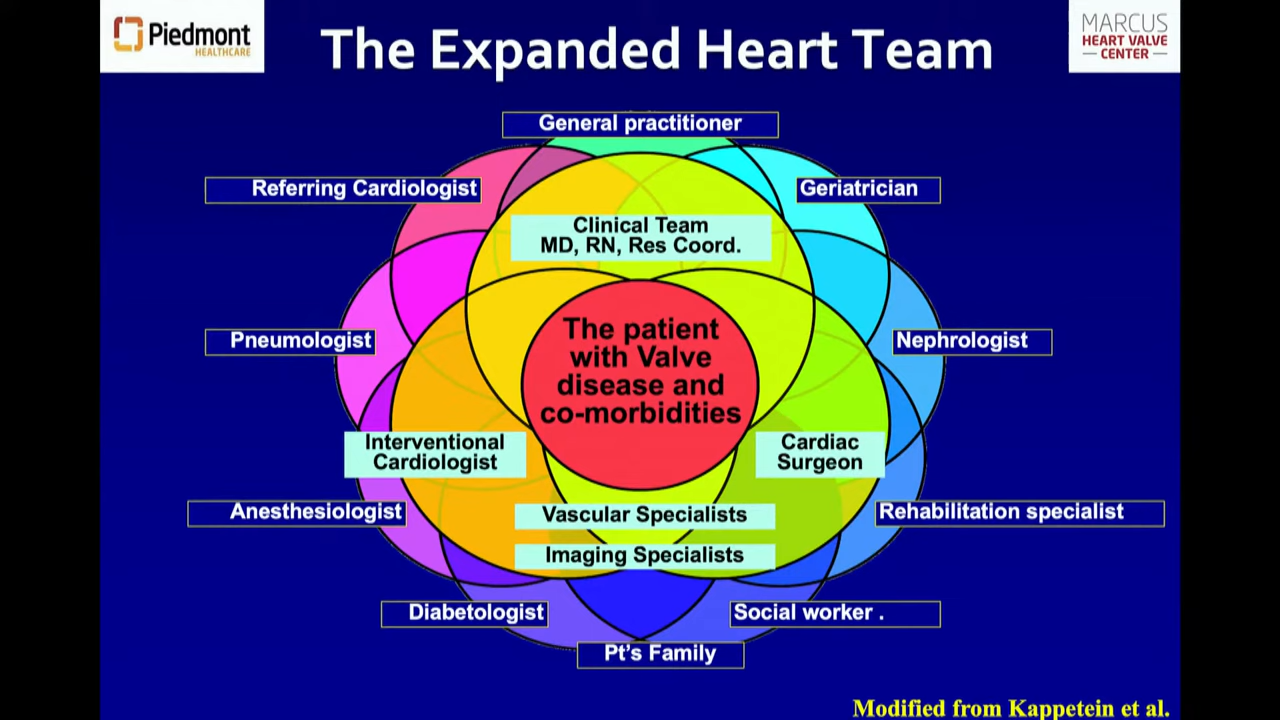 Piedmont
HEALTHCARE
The Expanded Heart Team
MARCUS
HEART VALVE
CENTER
General practitioner
Referring Cardiologist
Geriatrician
Clinical Team
MD, RN, Res Coord.
The patient
with Valve
disease and
co-morbidities
Pneumologist
Nephrologist
Interventional
Cardiologist
Cardiac
Surgeon
Anesthesiologist
Vascular Specialists
Rehabilitation specialist
Imaging Specialists
Diabetologist
Social worker .
Pt's Family
Modified from Kappetein et al.